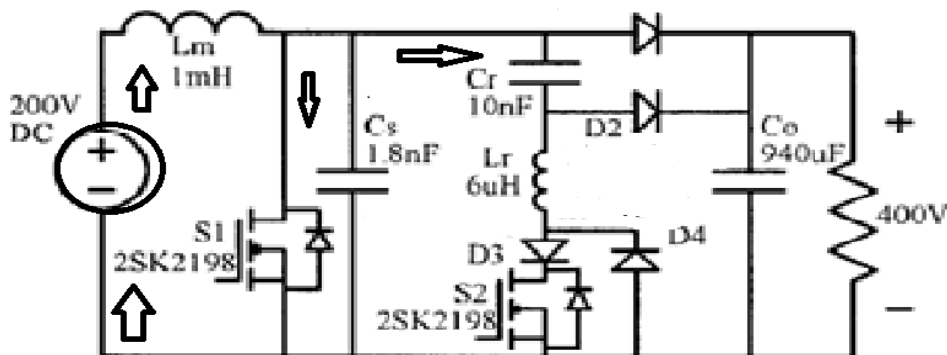 Lm
1mH
200V
DC
+
−
Cs
1.8nF
S1
2SK2198
Cr
10nF
D2
Lr
6uH
D3
S2
2SK2198
D4
Co
940uF
+
400V
−